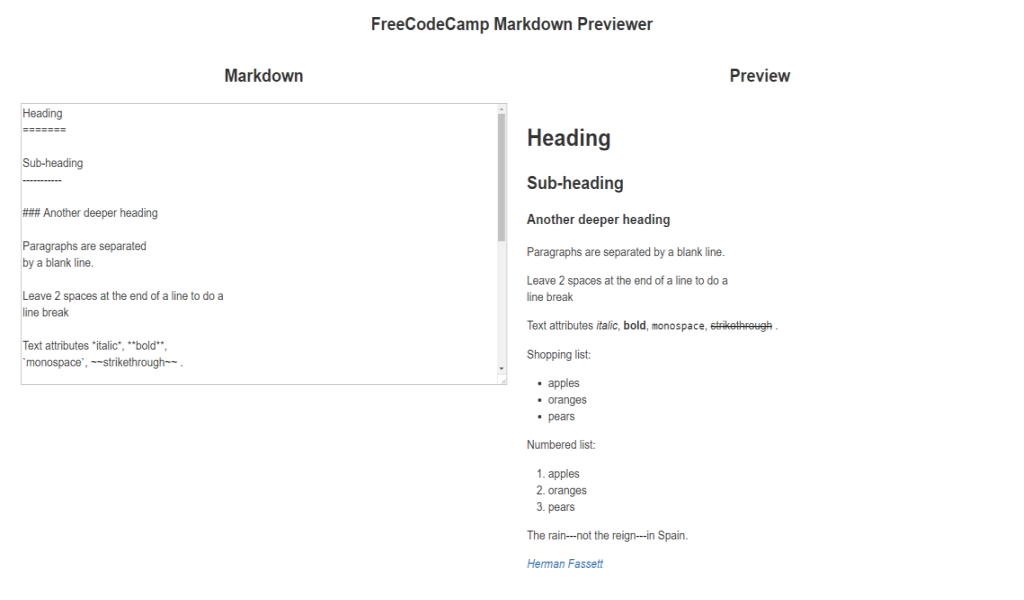 FreeCodeCamp Markdown Previewer
Markdown
Heading
=======
Sub-heading
-----------
### Another deeper heading
Paragraphs are separated
by a blank line.
Leave 2 spaces at the end of a line to do a
line break
Text attributes *italic*, **bold**,
`monospace`, ~~strikethrough~~ .
Preview
Heading
Sub-heading
Another deeper heading
Paragraphs are separated by a blank line.
Leave 2 spaces at the end of a line to do a
line break
Text attributes italic, bold, monospace, strikethrough .
Shopping list:
• apples
• oranges
• pears
Numbered list:
1. apples
2. oranges
3. pears
The rain---not the reign---in Spain.
Herman Fassett